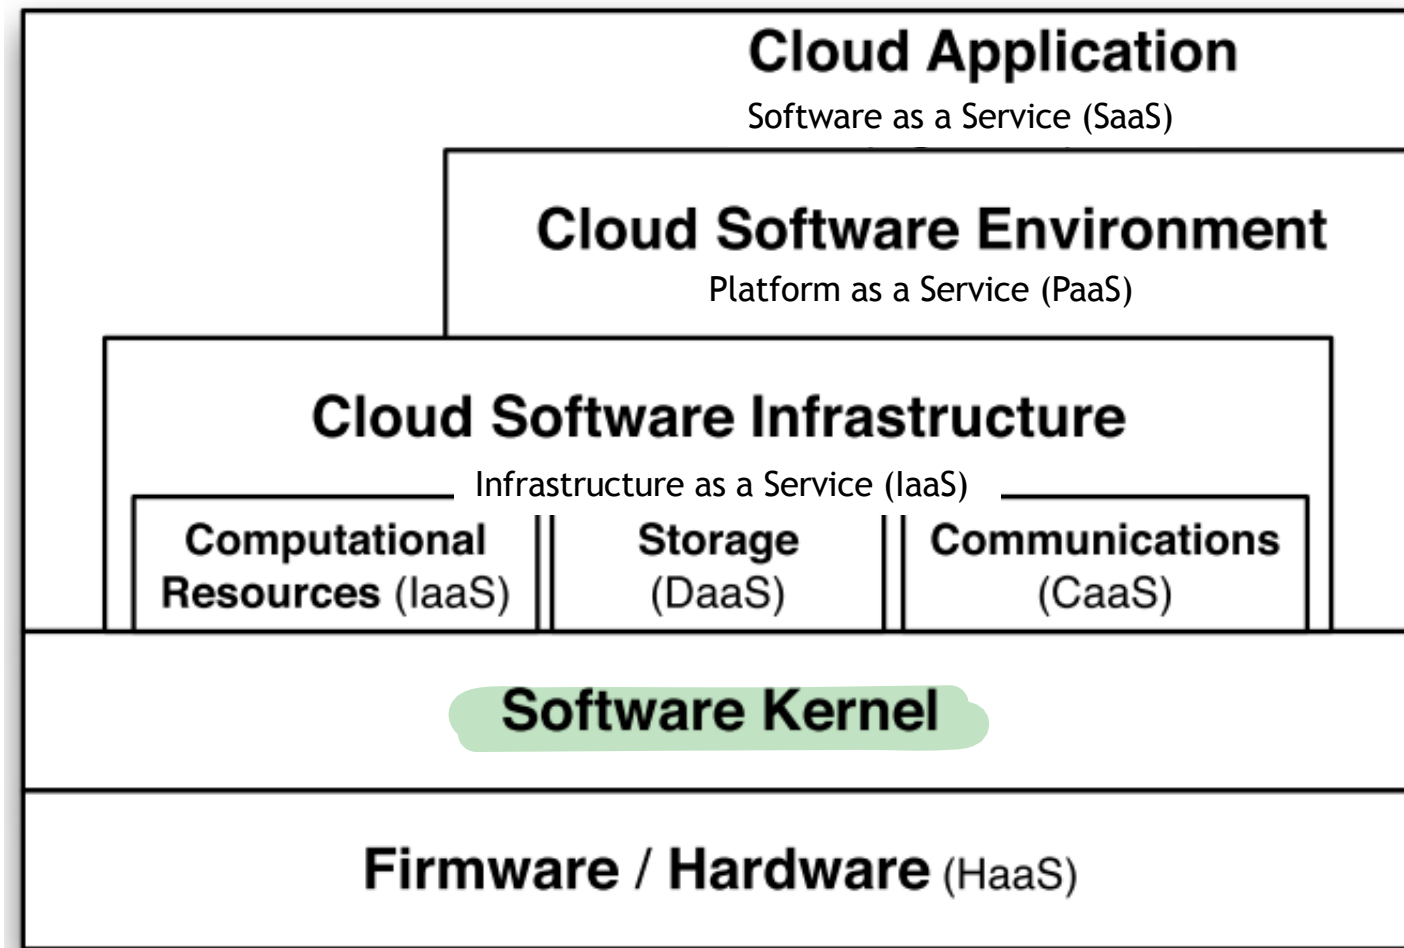 Cloud Application
Software as a Service (SaaS)
Cloud Software Environment
Platform as a Service (PaaS)
Cloud Software Infrastructure
Infrastructure as a Service (IaaS)
Computational
Resources (IaaS)
Storage
(DaaS)
Communications
(CaaS)
Software Kernel
Firmware / Hardware (HaaS)